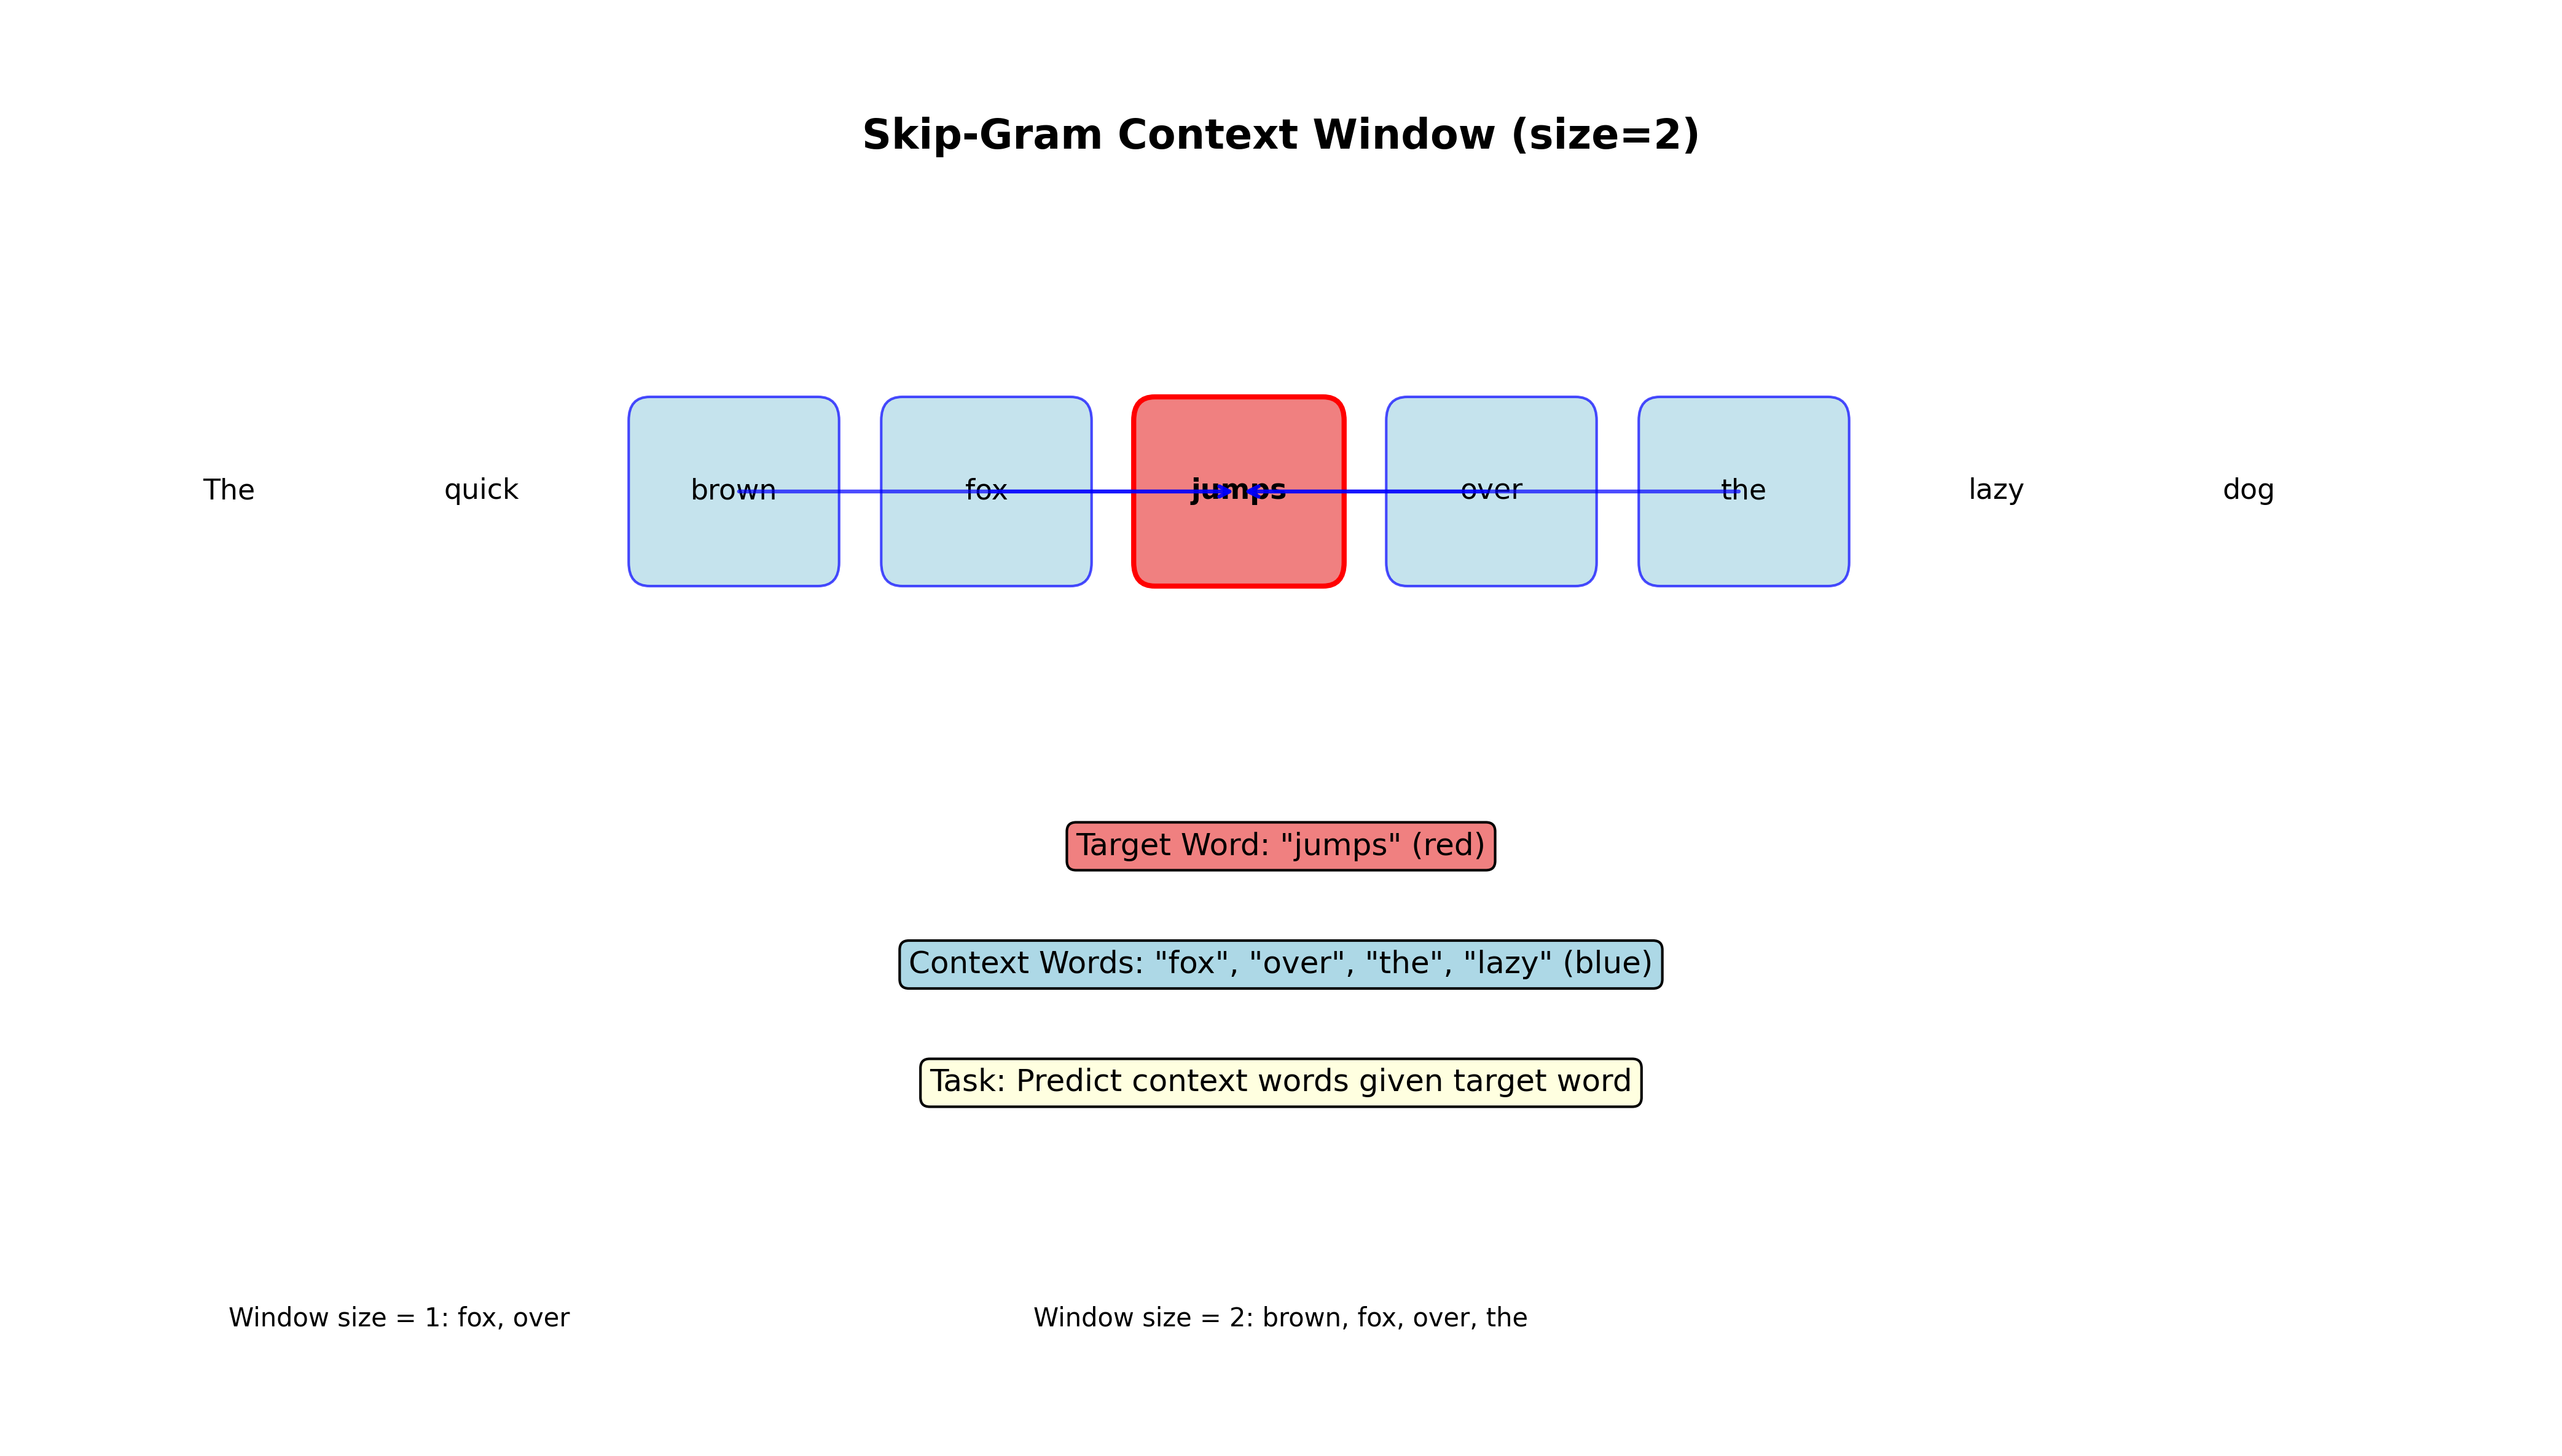 Skip-Gram Context Window (size=2)
The quick brown fox jumps over the lazy dog
Target Word: "jumps" (red)
Context Words: "fox", "over", "the", "lazy" (blue)
Task: Predict context words given target word
Window size = 1: fox, over
Window size = 2: brown, fox, over, the